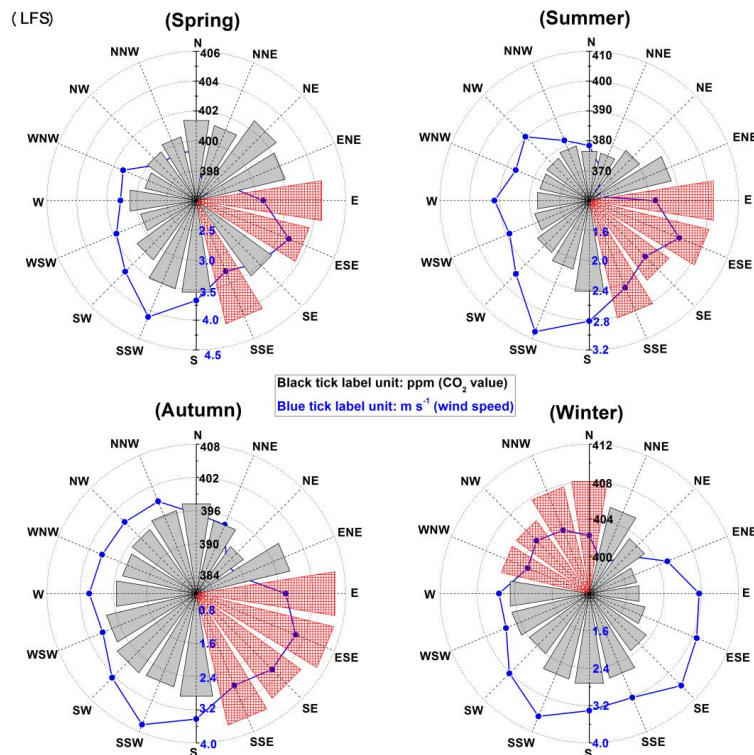 (LFS)
(Spring)
N
NNE
NE
ENE
E
ESE
SE
SSE
S
SSW
SW
WSW
W
WNW
NW
NNW
406
404
402
400
398
2.5
3.0
3.5
4.0
4.5
(Summer)
N
NNE
NE
ENE
E
ESE
SE
SSE
S
SSW
SW
WSW
W
WNW
NW
NNW
410
400
390
380
370
1.6
2.0
2.4
2.8
3.2
Black tick label unit: ppm (CO₂ value)
Blue tick label unit: m s⁻¹ (wind speed)
(Autumn)
N
NNE
NE
ENE
E
ESE
SE
SSE
S
SSW
SW
WSW
W
WNW
NW
NNW
408
402
396
390
384
0.8
1.6
2.4
3.2
4.0
(Winter)
N
NNE
NE
ENE
E
ESE
SE
SSE
S
SSW
SW
WSW
W
WNW
NW
NNW
412
408
404
400
1.6
2.4
3.2
4.0